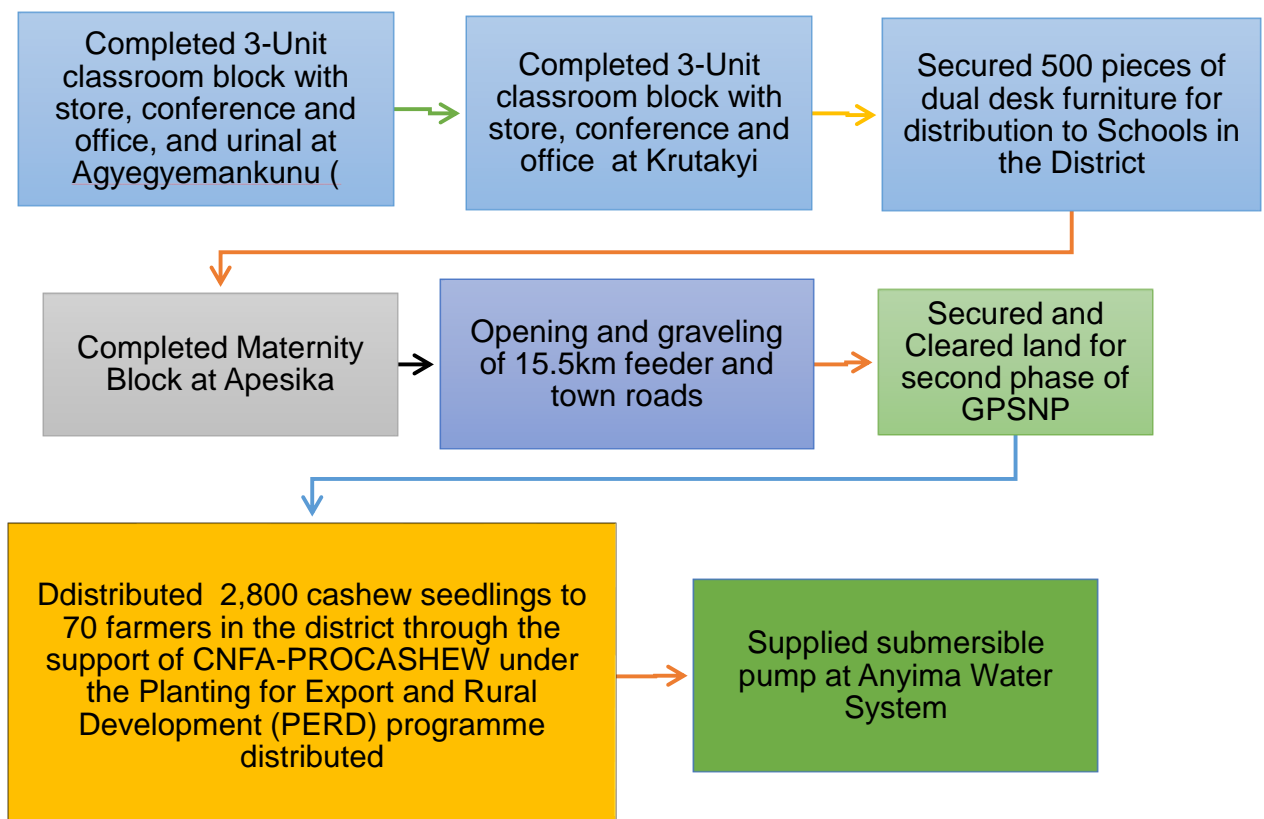 Completed 3-Unit
classroom block with
store, conference and
office, and urinal at
Agyegyemankunu (
Completed 3-Unit
classroom block with
store, conference and
office  at Krutakyi
Secured 500 pieces of
dual desk furniture for
distribution to Schools in
the District
Completed Maternity
Block at Apesika
Opening and graveling
of 15.5km feeder and
town roads
Secured and
Cleared land for
second phase of
GPSNP
Ddistributed  2,800 cashew seedlings to
70 farmers in the district through the
support of CNFA-PROCASHEW under
the Planting for Export and Rural
Development (PERD) programme
distributed
Supplied submersible
pump at Anyima Water
System